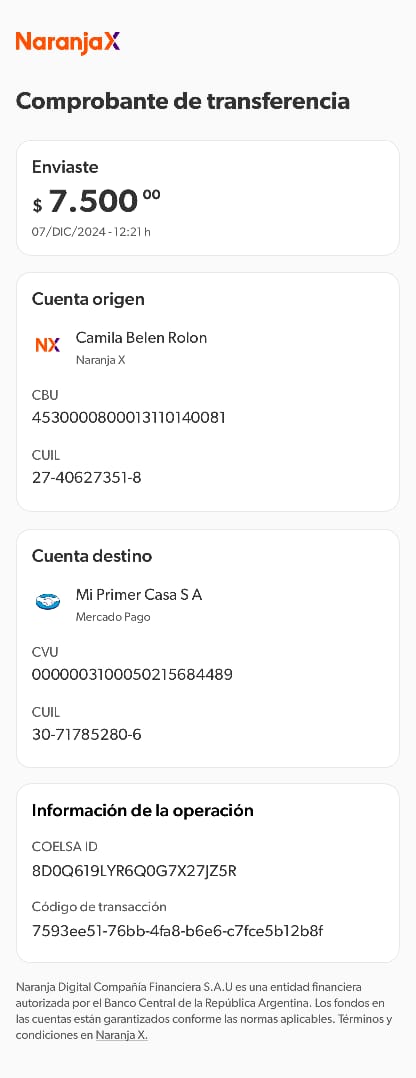 NaranjaX
Comprobante de transferencia
Enviaste
$ 7.500 00
07/DIC/2024 - 12:21 h
Cuenta origen
NX
Camila Belen Rolon
Naranja X
CBU
4530000800013110140081
CUIL
27-40627351-8
Cuenta destino
Mi Primer Casa S A
Mercado Pago
CVU
0000003100050215684489
CUIL
30-71785280-6
Información de la operación
COELSA ID
8D0Q619LYR6Q0G7X27JZ5R
Código de transacción
7593ee51-76bb-4fa8-b6e6-c7fce5b12b8f
Naranja Digital Compañía Financiera S.A.U es una entidad financiera
autorizada por el Banco Central de la República Argentina. Los fondos en
las cuentas están garantizados conforme las normas aplicables. Términos y
condiciones en Naranja X.